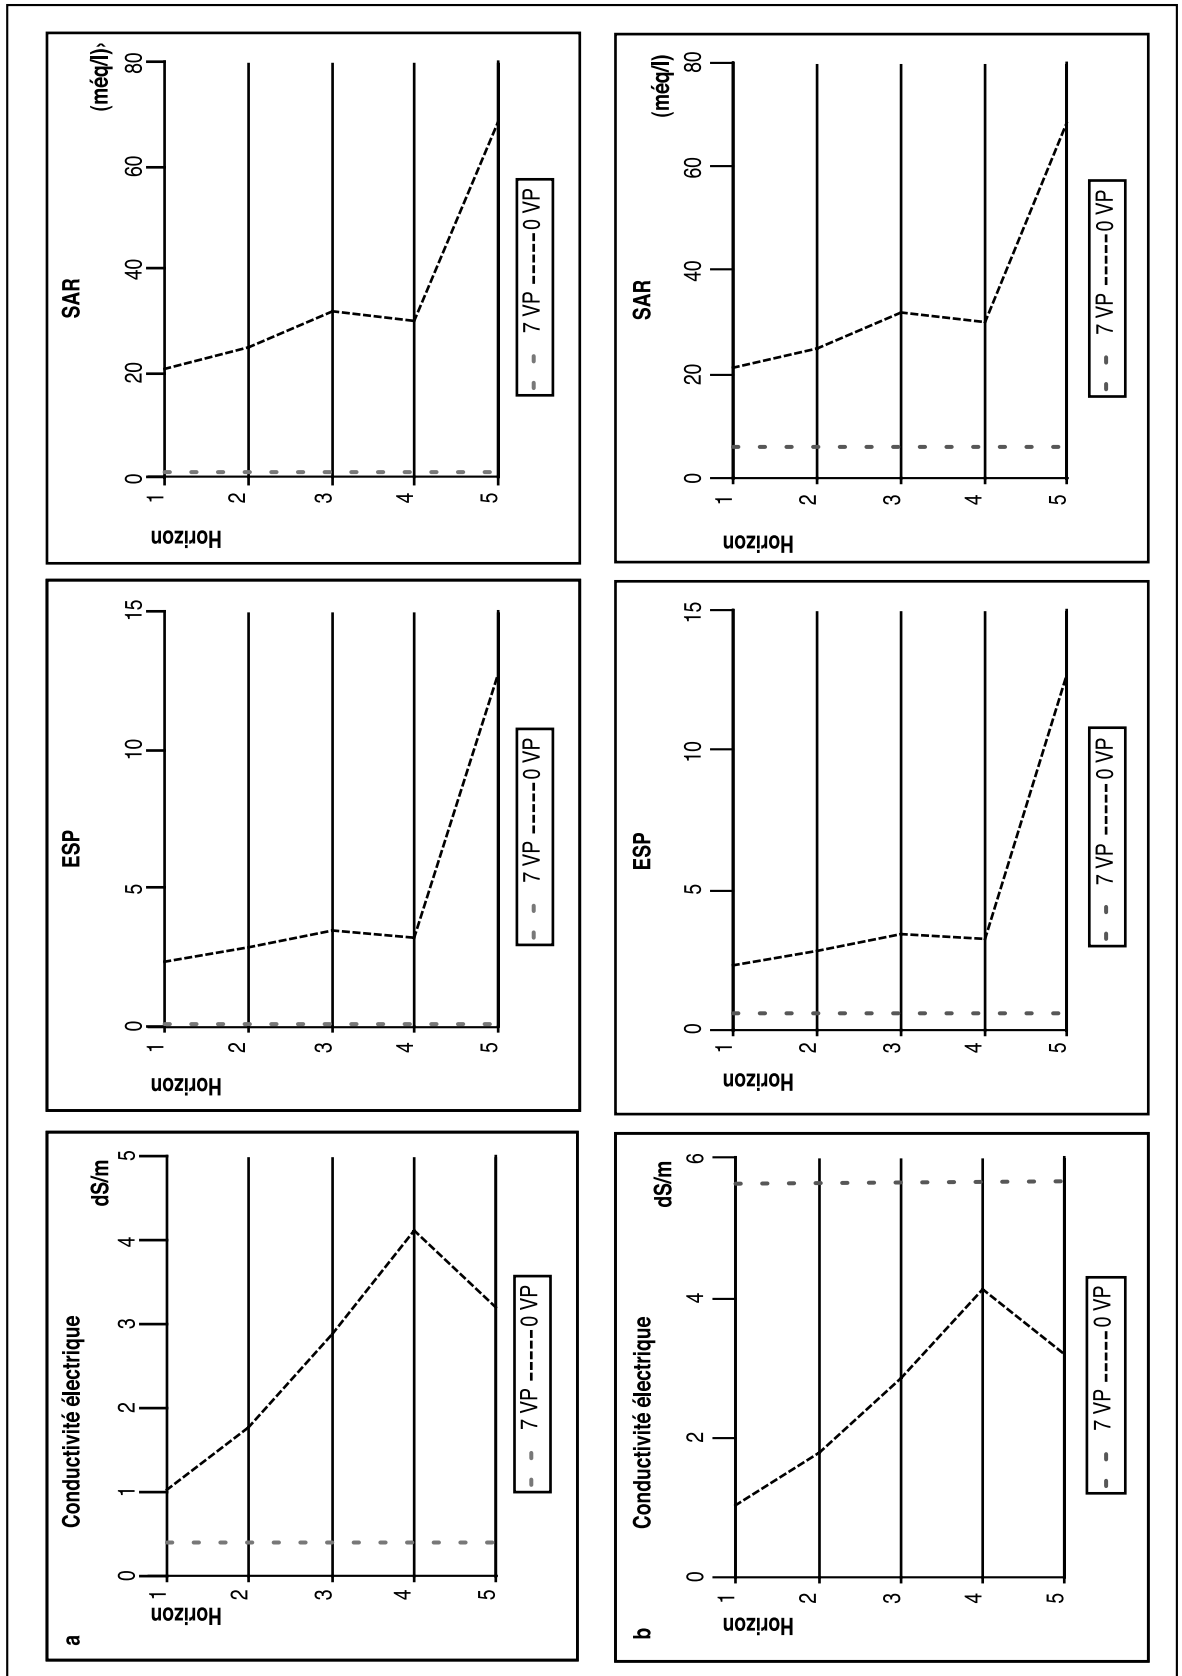 a
Conductivité électrique
dS/m
0 1 2 3 4 5
Horizon
1
2
3
4
5
7 VP 0 VP
ESP
0 5 10 15
Horizon
1
2
3
4
5
7 VP 0 VP
SAR
(méq/l)›
0 20 40 60 80
Horizon
1
2
3
4
5
7 VP 0 VP
b
Conductivité électrique
dS/m
0 2 4 6
Horizon
1
2
3
4
5
7 VP 0 VP
ESP
0 5 10 15
Horizon
1
2
3
4
5
7 VP 0 VP
SAR
(méq/l)
0 20 40 60 80
Horizon
1
2
3
4
5
7 VP 0 VP